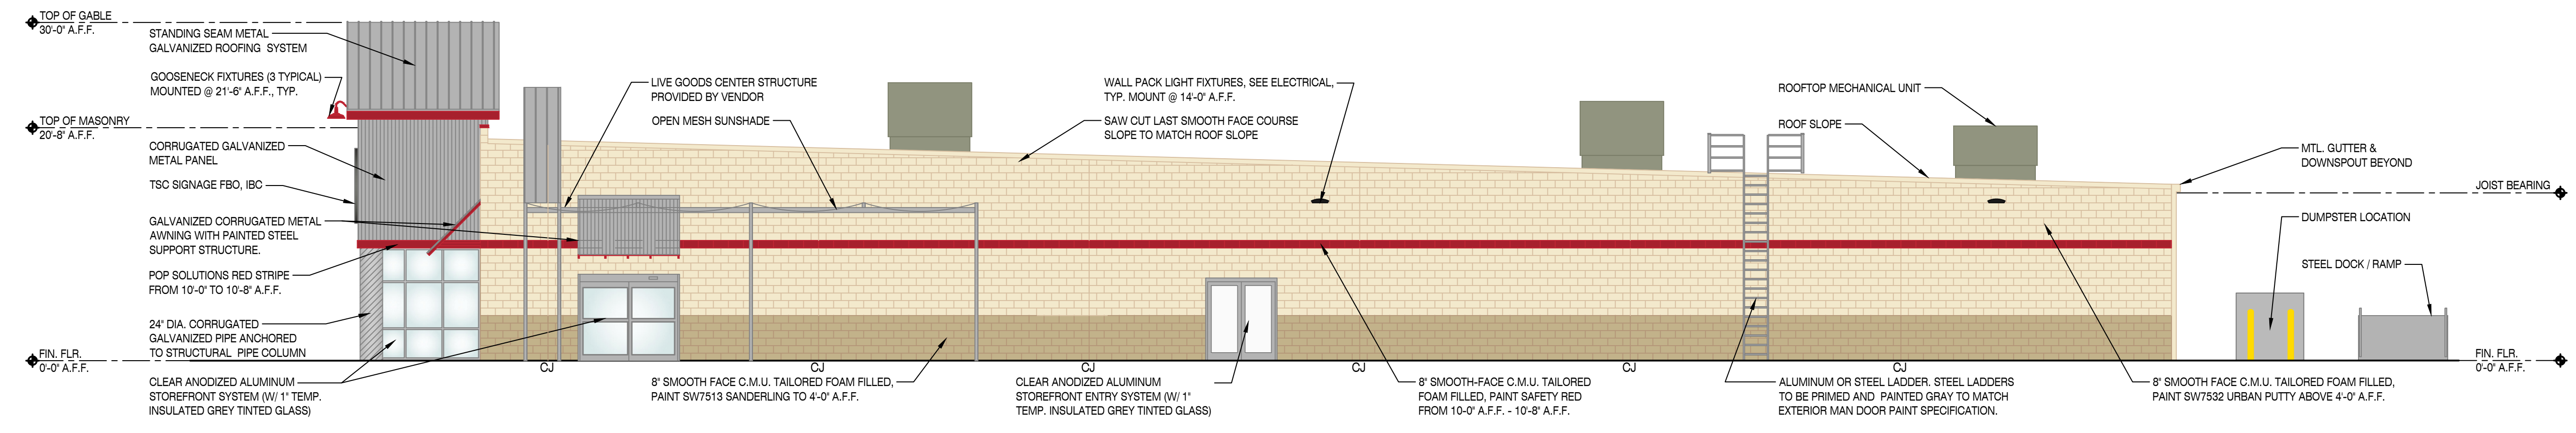 TOP OF GABLE
30'-0" A.F.F.
STANDING SEAM METAL
GALVANIZED ROOFING SYSTEM
GOOSENECK FIXTURES (3 TYPICAL)
MOUNTED @ 21'-6" A.F.F., TYP.
TOP OF MASONRY
20'-8" A.F.F.
CORRUGATED GALVANIZED
METAL PANEL
TSC SIGNAGE FBO, IBC
GALVANIZED CORRUGATED METAL
AWNING WITH PAINTED STEEL
SUPPORT STRUCTURE.
POP SOLUTIONS RED STRIPE
FROM 10'-0" TO 10'-8" A.F.F.
24" DIA. CORRUGATED
GALVANIZED PIPE ANCHORED
TO STRUCTURAL PIPE COLUMN
FIN. FLR.
0'-0" A.F.F.
CLEAR ANODIZED ALUMINUM
STOREFRONT SYSTEM (W/ 1" TEMP.
INSULATED GREY TINTED GLASS)
LIVE GOODS CENTER STRUCTURE
PROVIDED BY VENDOR
OPEN MESH SUNSHADE
WALL PACK LIGHT FIXTURES, SEE ELECTRICAL,
TYP. MOUNT @ 14'-0" A.F.F.
SAW CUT LAST SMOOTH FACE COURSE
SLOPE TO MATCH ROOF SLOPE
ROOFTOP MECHANICAL UNIT
ROOF SLOPE
MTL. GUTTER &
DOWNSPOUT BEYOND
JOIST BEARING
DUMPSTER LOCATION
STEEL DOCK / RAMP
FIN. FLR.
0'-0" A.F.F.
CJ
CJ
CJ
CJ
CJ
CJ
8" SMOOTH FACE C.M.U. TAILORED FOAM FILLED,
PAINT SW7513 SANDERLING TO 4'-0" A.F.F.
CLEAR ANODIZED ALUMINUM
STOREFRONT ENTRY SYSTEM (W/ 1"
TEMP. INSULATED GREY TINTED GLASS)
8" SMOOTH-FACE C.M.U. TAILORED
FOAM FILLED, PAINT SAFETY RED
FROM 10-0" A.F.F. - 10'-8" A.F.F.
ALUMINUM OR STEEL LADDER. STEEL LADDERS
TO BE PRIMED AND PAINTED GRAY TO MATCH
EXTERIOR MAN DOOR PAINT SPECIFICATION.
8" SMOOTH FACE C.M.U. TAILORED FOAM FILLED,
PAINT SW7532 URBAN PUTTY ABOVE 4'-0" A.F.F.